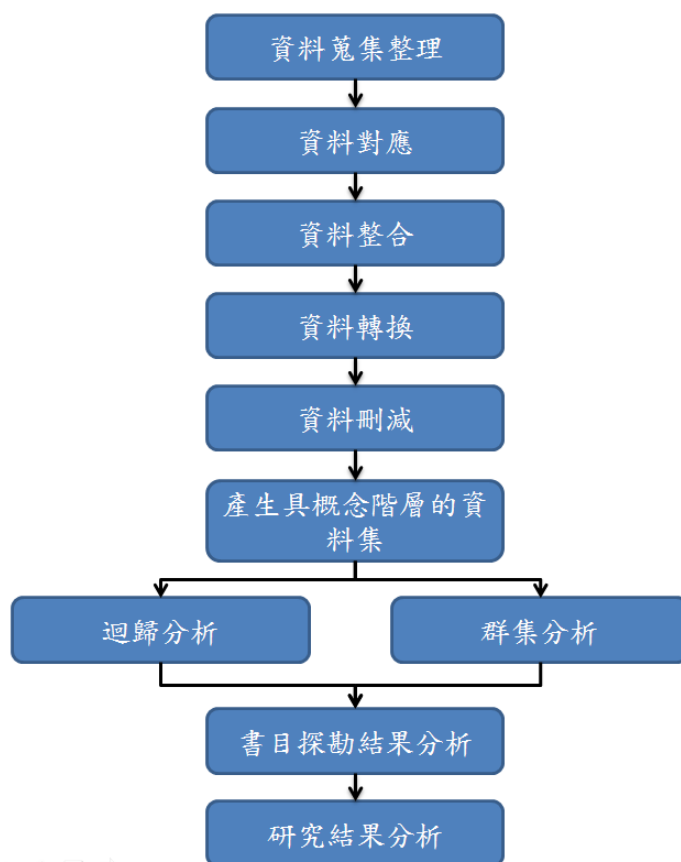 資料蒐集整理
資料對應
資料整合
資料轉換
資料刪減
產生具概念階層的資
料集
迴歸分析
群集分析
書目探勘結果分析
研究結果分析